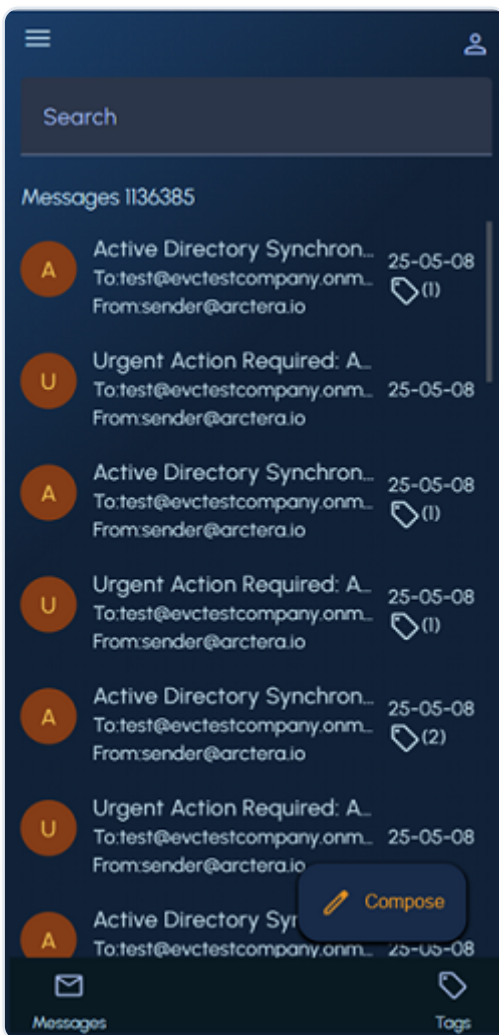 Search
Messages 1136385
A
Active Directory Synchron...
25-05-08
To:test@evctestcompany.onm...
(1)
From:sender@arctera.io
U
Urgent Action Required: A...
To:test@evctestcompany.onm...
25-05-08
From:sender@arctera.io
A
Active Directory Synchron...
25-05-08
To:test@evctestcompany.onm...
(1)
From:sender@arctera.io
U
Urgent Action Required: A...
25-05-08
To:test@evctestcompany.onm...
(1)
From:sender@arctera.io
A
Active Directory Synchron...
25-05-08
To:test@evctestcompany.onm...
(2)
From:sender@arctera.io
U
Urgent Action Required: A...
To:test@evctestcompany.onm...
25-05-08
From:sender@arctera.io
Compose
A
Active Directory Syr
To:test@evctestcompany.onm...
25-05-08
Messages
Tags